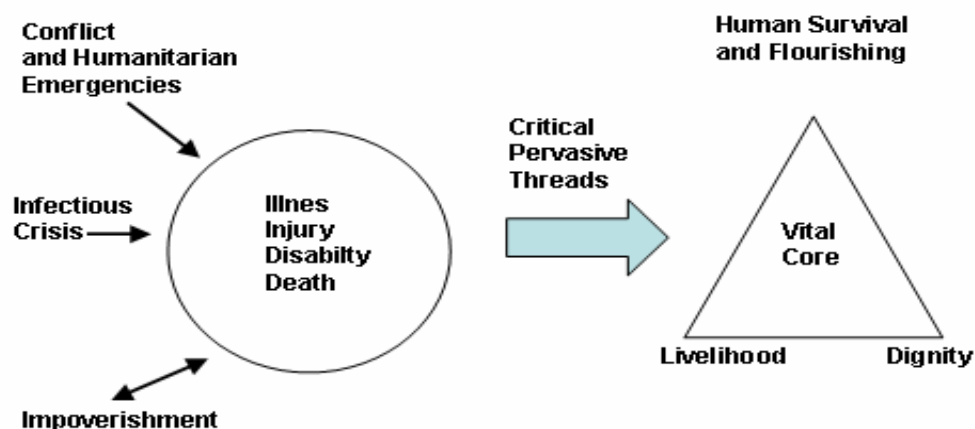 Conflict
and Humanitarian
Emergencies
Infectious
Crisis
Impoverishment
Illnes
Injury
Disabilty
Death
Critical
Pervasive
Threads
Human Survival
and Flourishing
Vital
Core
Livelihood
Dignity